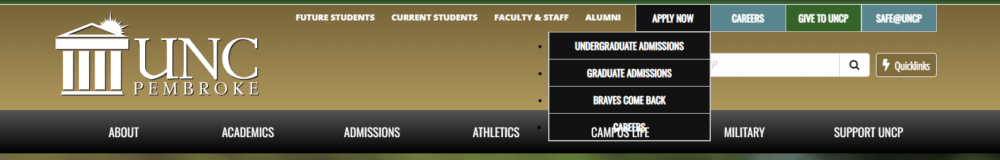 FUTURE STUDENTS CURRENT STUDENTS FACULTY & STAFF ALUMNI APPLY NOW CAREERS GIVE TO UNCP SAFE@UNCP
UNC
PEMBROKE
UNDERGRADUATE ADMISSIONS
GRADUATE ADMISSIONS
BRAVES COME BACK
CAREERS
Quicklinks
ABOUT ACADEMICS ADMISSIONS ATHLETICS CAMPUS LIFE MILITARY SUPPORT UNCP